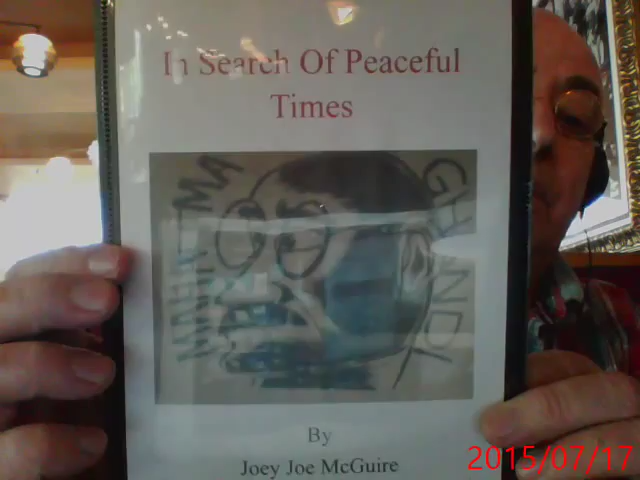 In Search Of Peaceful
Times
MAHATMA
GHANDI
By
Joey Joe McGuire
2015/07/17